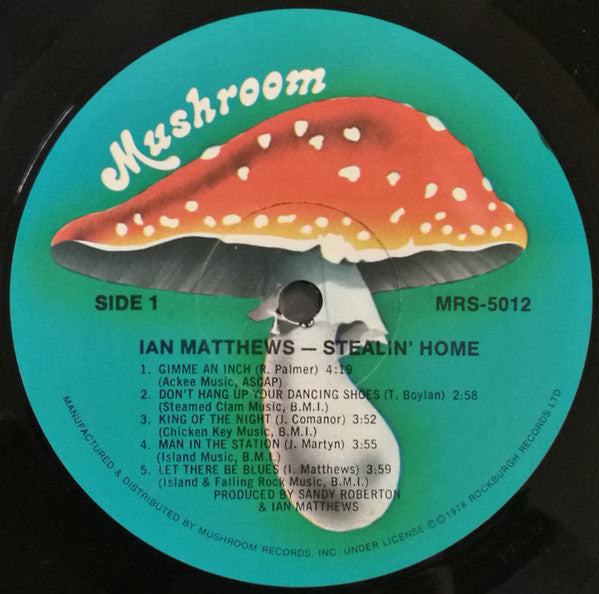 Mushroom
SIDE 1
MRS-5012
IAN MATTHEWS — STEALIN' HOME
1. GIMME AN INCH (R. Palmer) 4:19
(Ackee Music, ASCAP)
2. DON'T HANG UP YOUR DANCING SHOES (T. Boylan) 2:58
(Steamed Clam Music, B.M.I.)
3. KING OF THE NIGHT (J. Comanor) 3:52
(Chicken Key Music, B.M.I.)
4. MAN IN THE STATION (J. Martyn) 3:55
(Island Music, B.M.I.)
5. LET THERE BE BLUES (I. Matthews) 3:59
(Island & Falling Rock Music, B.M.I.)
PRODUCED BY SANDY ROBERTON
& IAN MATTHEWS
MANUFACTURED & DISTRIBUTED BY MUSHROOM RECORDS, INC. UNDER LICENSE ℗©1978 ROCKBURGH RECORDS LTD.